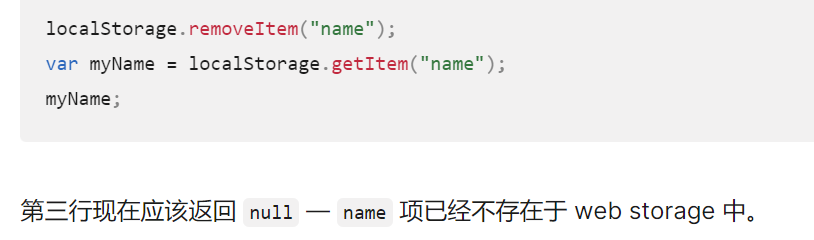 localStorage.removeItem("name");
var myName = localStorage.getItem("name");
myName;
第三行现在应该返回 null — name 项已经不存在于 web storage 中。